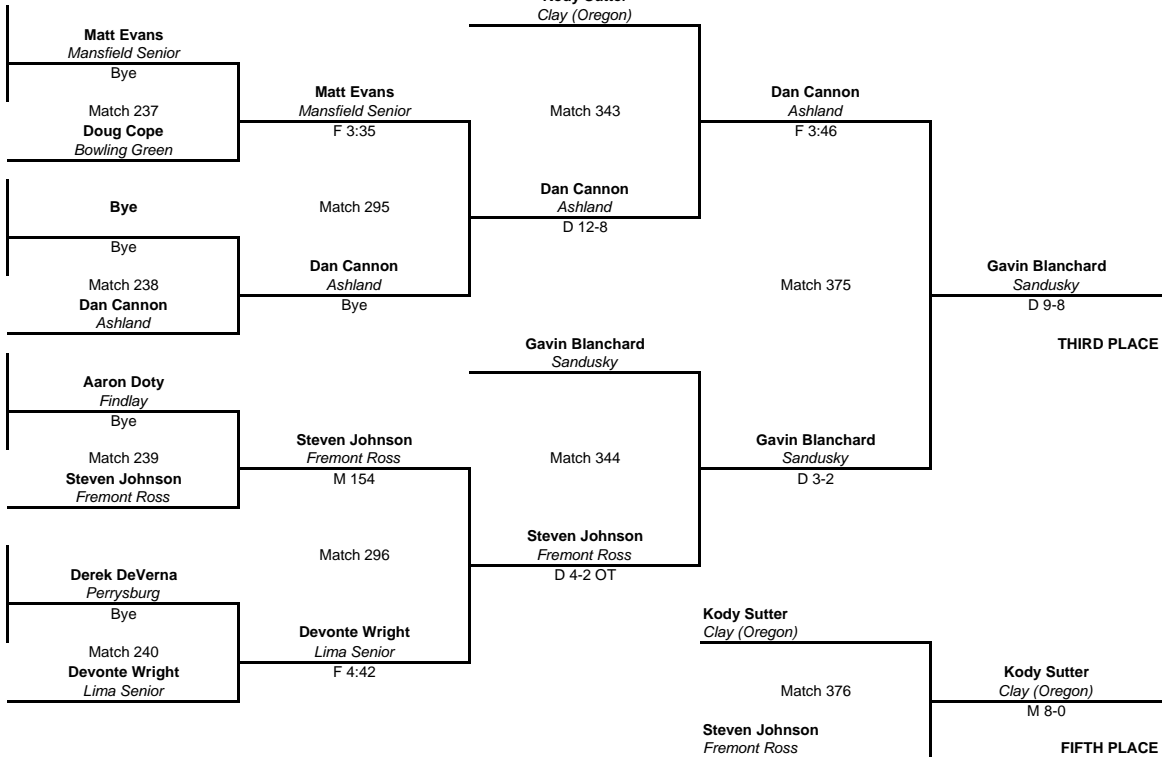 Matt Evans
Mansfield Senior
Bye
Match 237
Doug Cope
Bowling Green
Bye
Bye
Match 238
Dan Cannon
Ashland
Aaron Doty
Findlay
Bye
Match 239
Steven Johnson
Fremont Ross
Derek DeVerna
Perrysburg
Bye
Match 240
Devonte Wright
Lima Senior
Matt Evans
Mansfield Senior
F 3:35
Match 295
Dan Cannon
Ashland
Bye
Steven Johnson
Fremont Ross
M 154
Match 296
Devonte Wright
Lima Senior
F 4:42
Kody Sutter
Clay (Oregon)
Match 343
Dan Cannon
Ashland
D 12-8
Gavin Blanchard
Sandusky
Match 344
Steven Johnson
Fremont Ross
D 4-2 OT
Dan Cannon
Ashland
F 3:46
Match 375
Gavin Blanchard
Sandusky
D 3-2
Kody Sutter
Clay (Oregon)
Match 376
Steven Johnson
Fremont Ross
Gavin Blanchard
Sandusky
D 9-8
THIRD PLACE
Kody Sutter
Clay (Oregon)
M 8-0
FIFTH PLACE